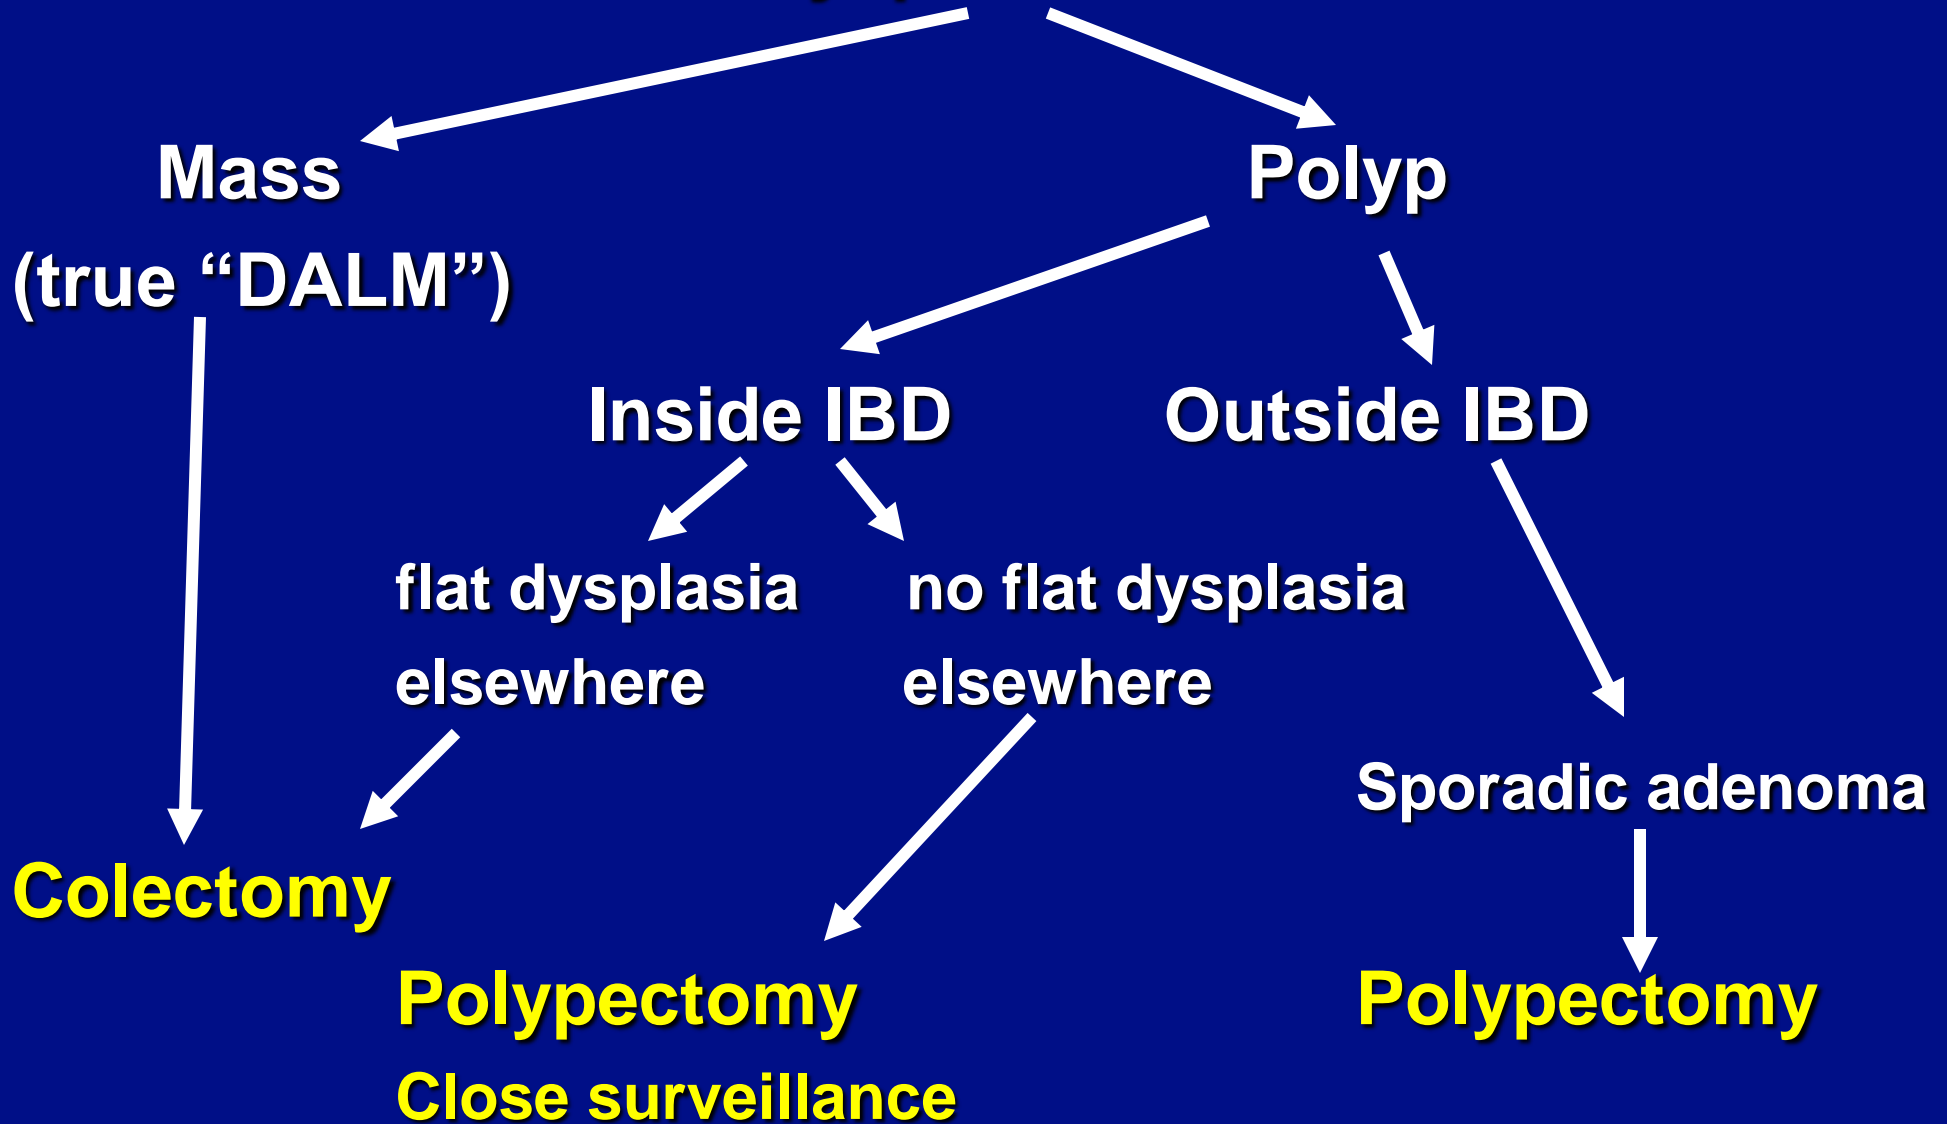 Mass
Polyp
(true “DALM”)
Inside IBD
Outside IBD
flat dysplasia
elsewhere
no flat dysplasia
elsewhere
Sporadic adenoma
Colectomy
Polypectomy
Close surveillance
Polypectomy